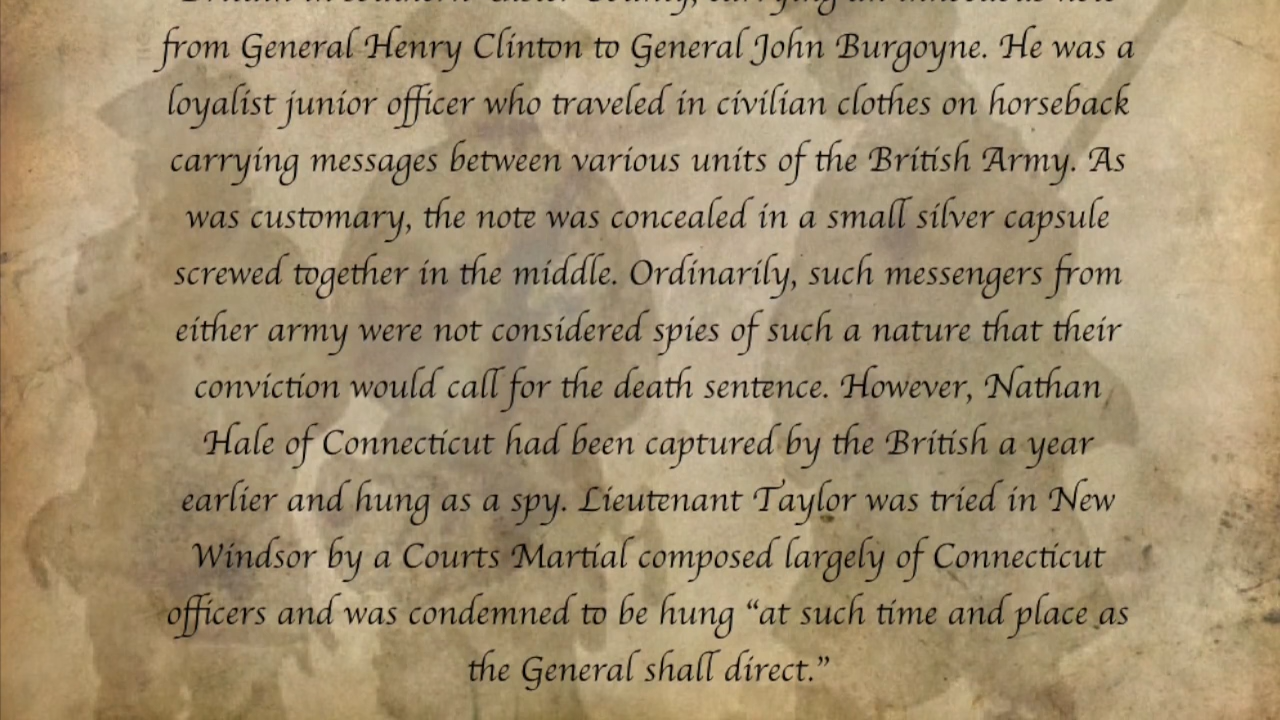 from General Henry Clinton to General John Burgoyne. He was a
loyalist junior officer who traveled in civilian clothes on horseback
carrying messages between various units of the British Army. As
was customary, the note was concealed in a small silver capsule
screwed together in the middle. Ordinarily, such messengers from
either army were not considered spies of such a nature that their
conviction would call for the death sentence. However, Nathan
Hale of Connecticut had been captured by the British a year
earlier and hung as a spy. Lieutenant Taylor was tried in New
Windsor by a Courts Martial composed largely of Connecticut
officers and was condemned to be hung “at such time and place as
the General shall direct.”